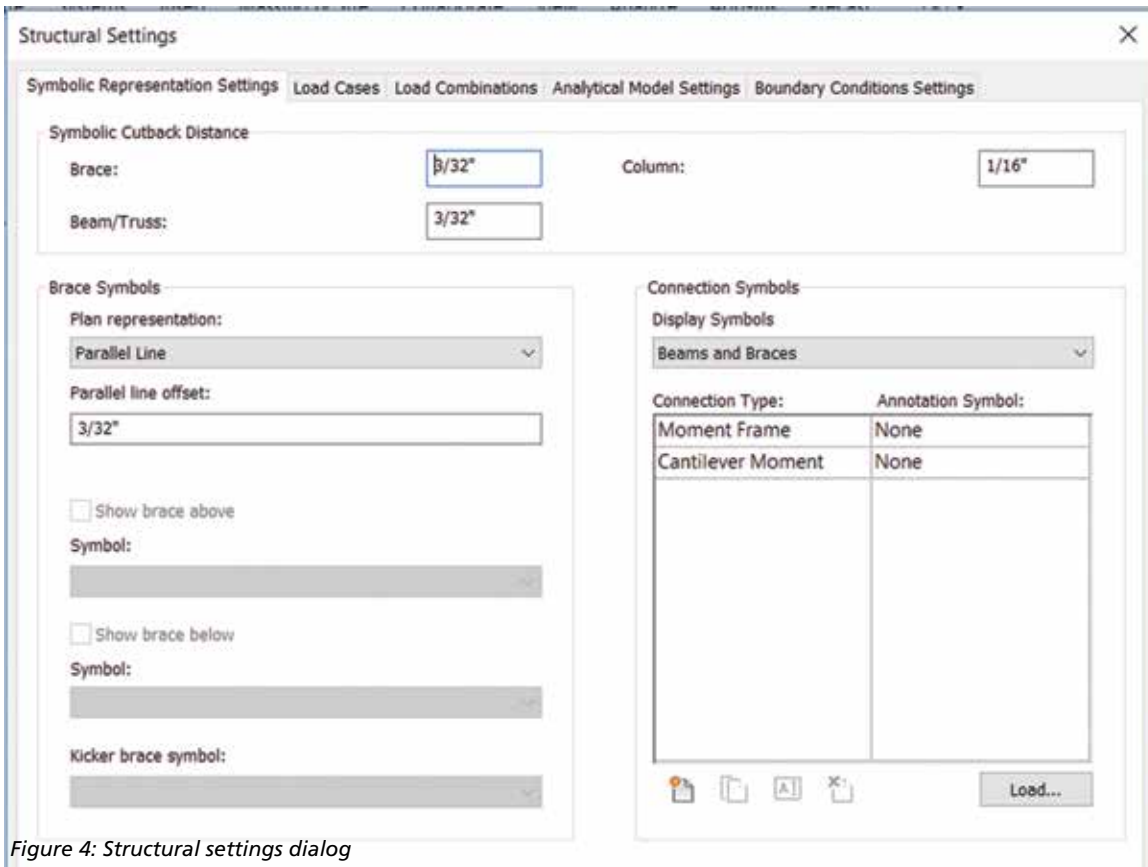 Structural Settings
Symbolic Representation Settings Load Cases Load Combinations Analytical Model Settings Boundary Conditions Settings
Symbolic Cutback Distance
Brace: 3/32" Column: 1/16"
Beam/Truss: 3/32"
Brace Symbols
Plan representation:
Parallel Line
Parallel line offset:
3/32"
Show brace above
Symbol:
Show brace below
Symbol:
Kicker brace symbol:
Connection Symbols
Display Symbols
Beams and Braces
Connection Type: Annotation Symbol:
Moment Frame None
Cantilever Moment None
Load...
Figure 4: Structural settings dialog